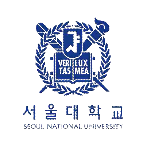 VERI LUX
TAS MEA
서울대학교
SEOUL NATIONAL UNIVERSITY